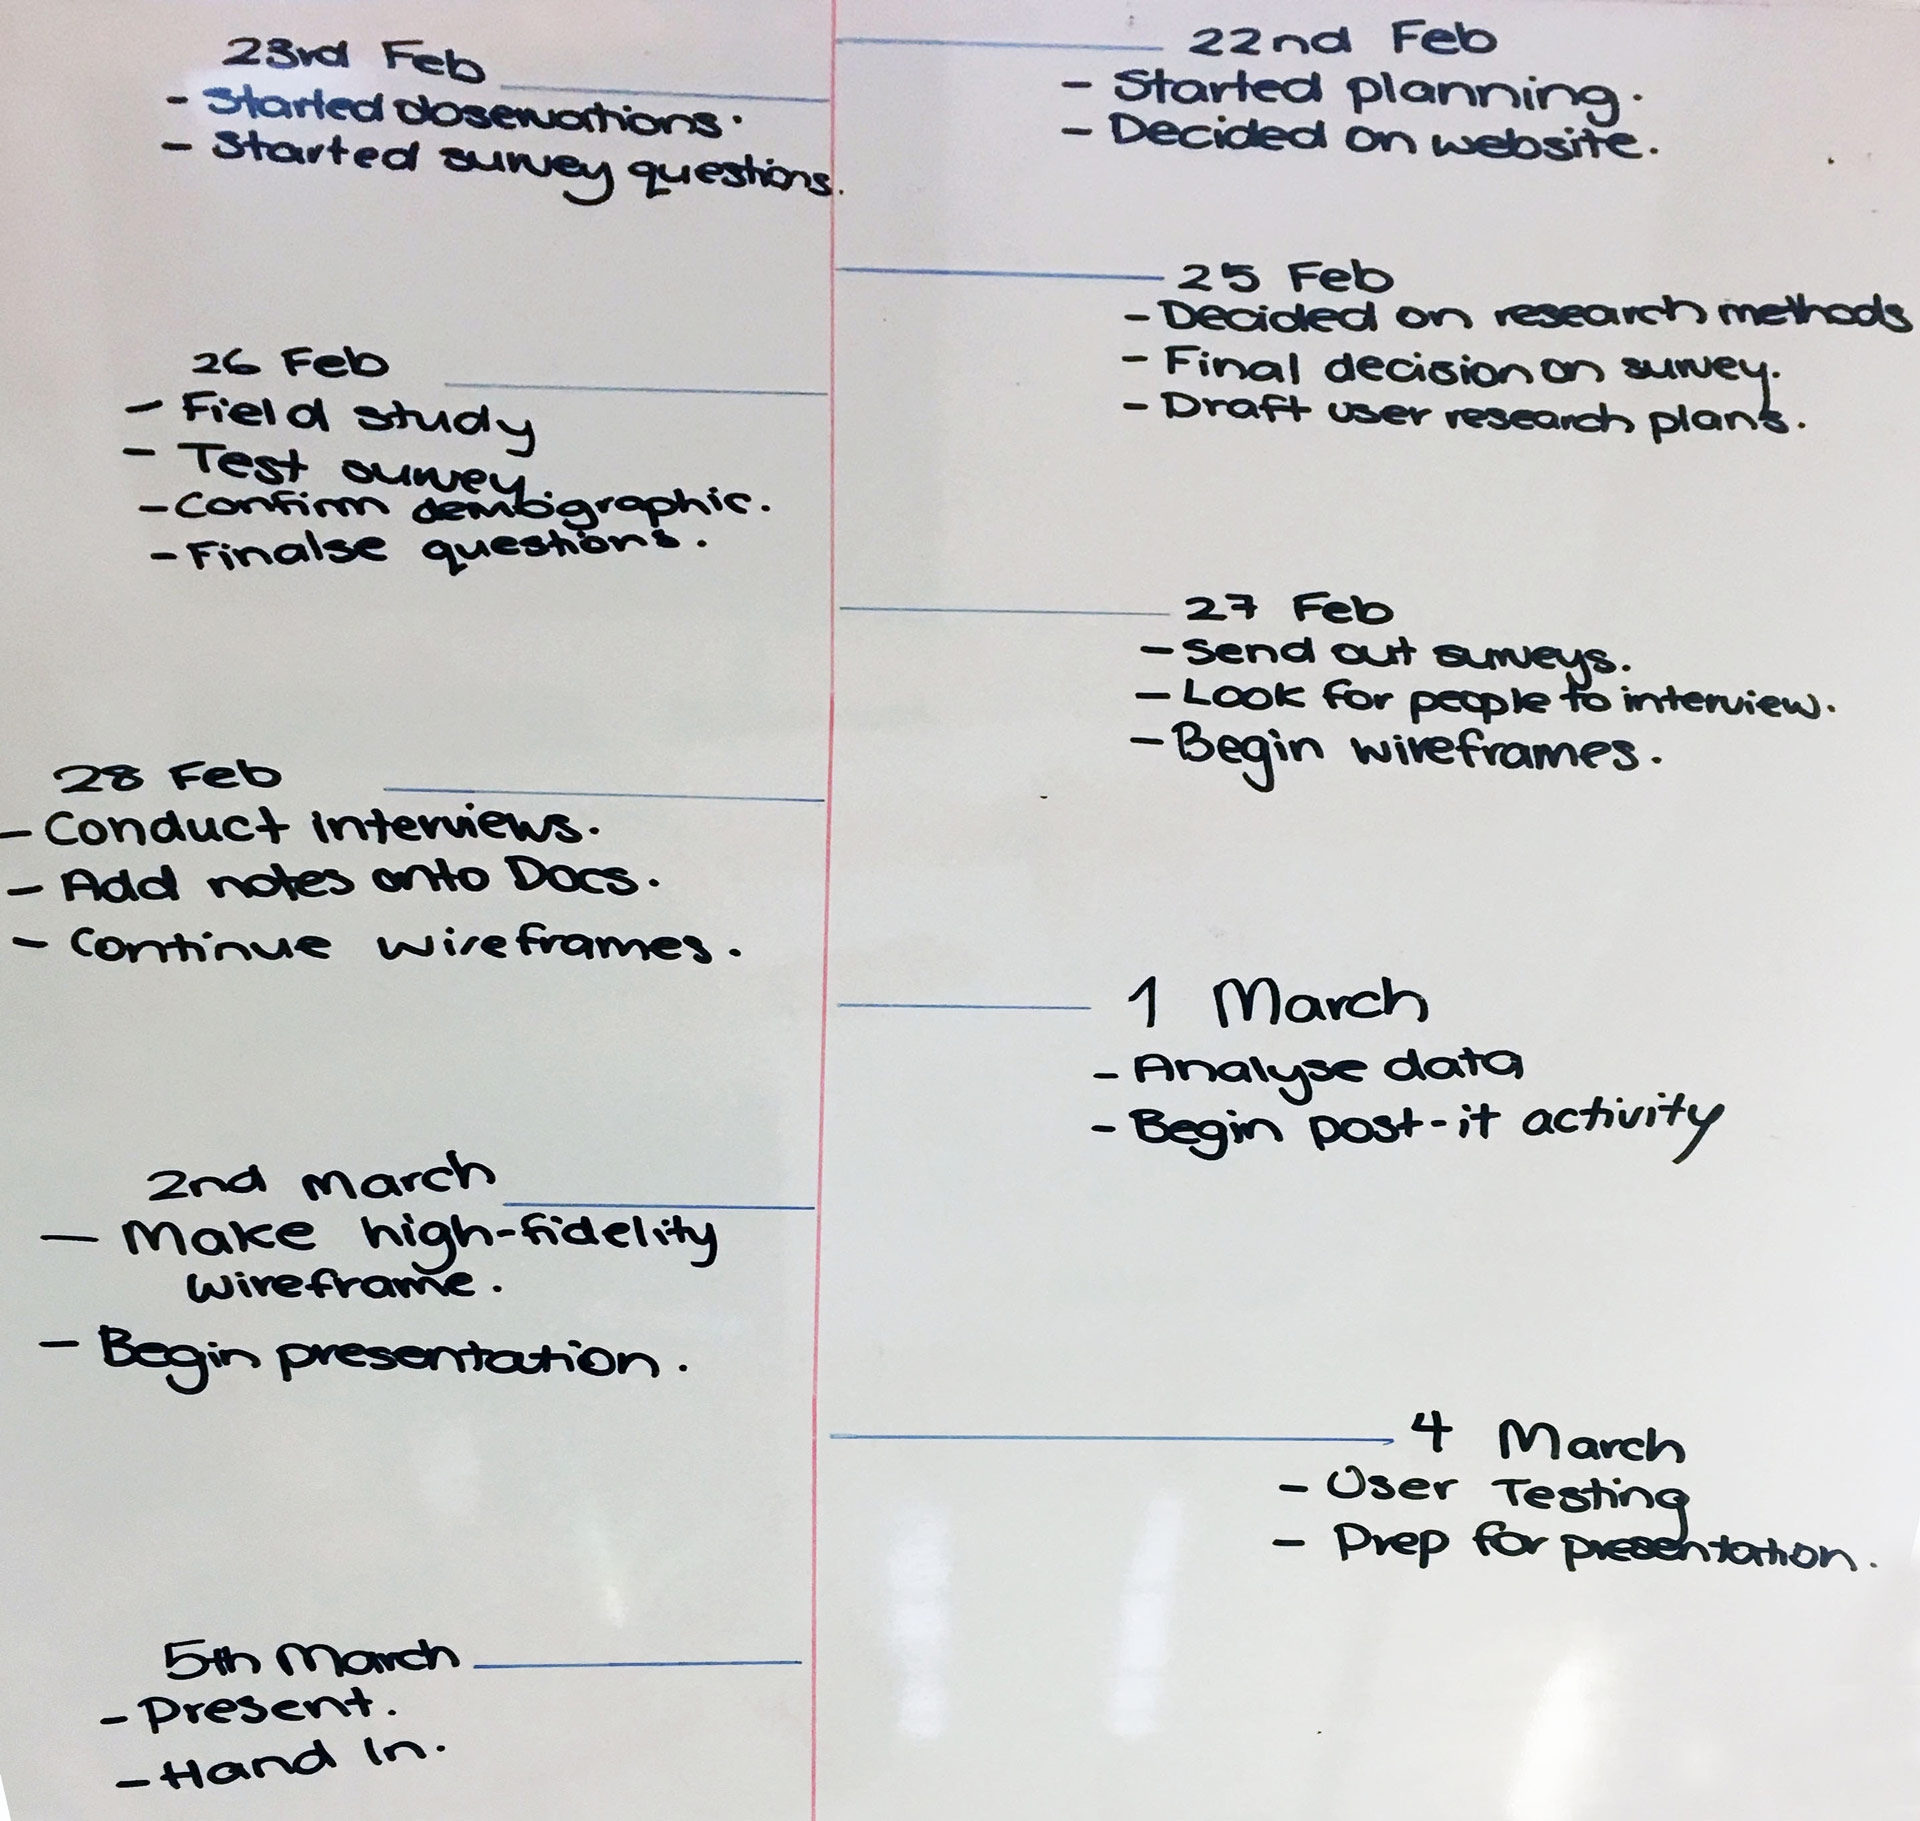 22nd Feb
- Started planning.
- Decided on website.
23rd Feb
- Started observations.
- Started survey questions.
25 Feb
- Decided on research methods
- Final decision on survey.
- Draft user research plans.
26 Feb
- Field study
- Test survey
- Confirm demographic.
- Finalse questions.
27 Feb
- Send out surveys.
- Look for people to interview.
- Begin wireframes.
28 Feb
- Conduct interviews.
- Add notes onto Docs.
- Continue wireframes.
1 March
- Analyse data
- Begin post-it activity
2nd March
- Make high-fidelity
wireframe.
- Begin presentation.
4 March
- User Testing
- Prep for presentation.
5th March
- Present.
- Hand In.